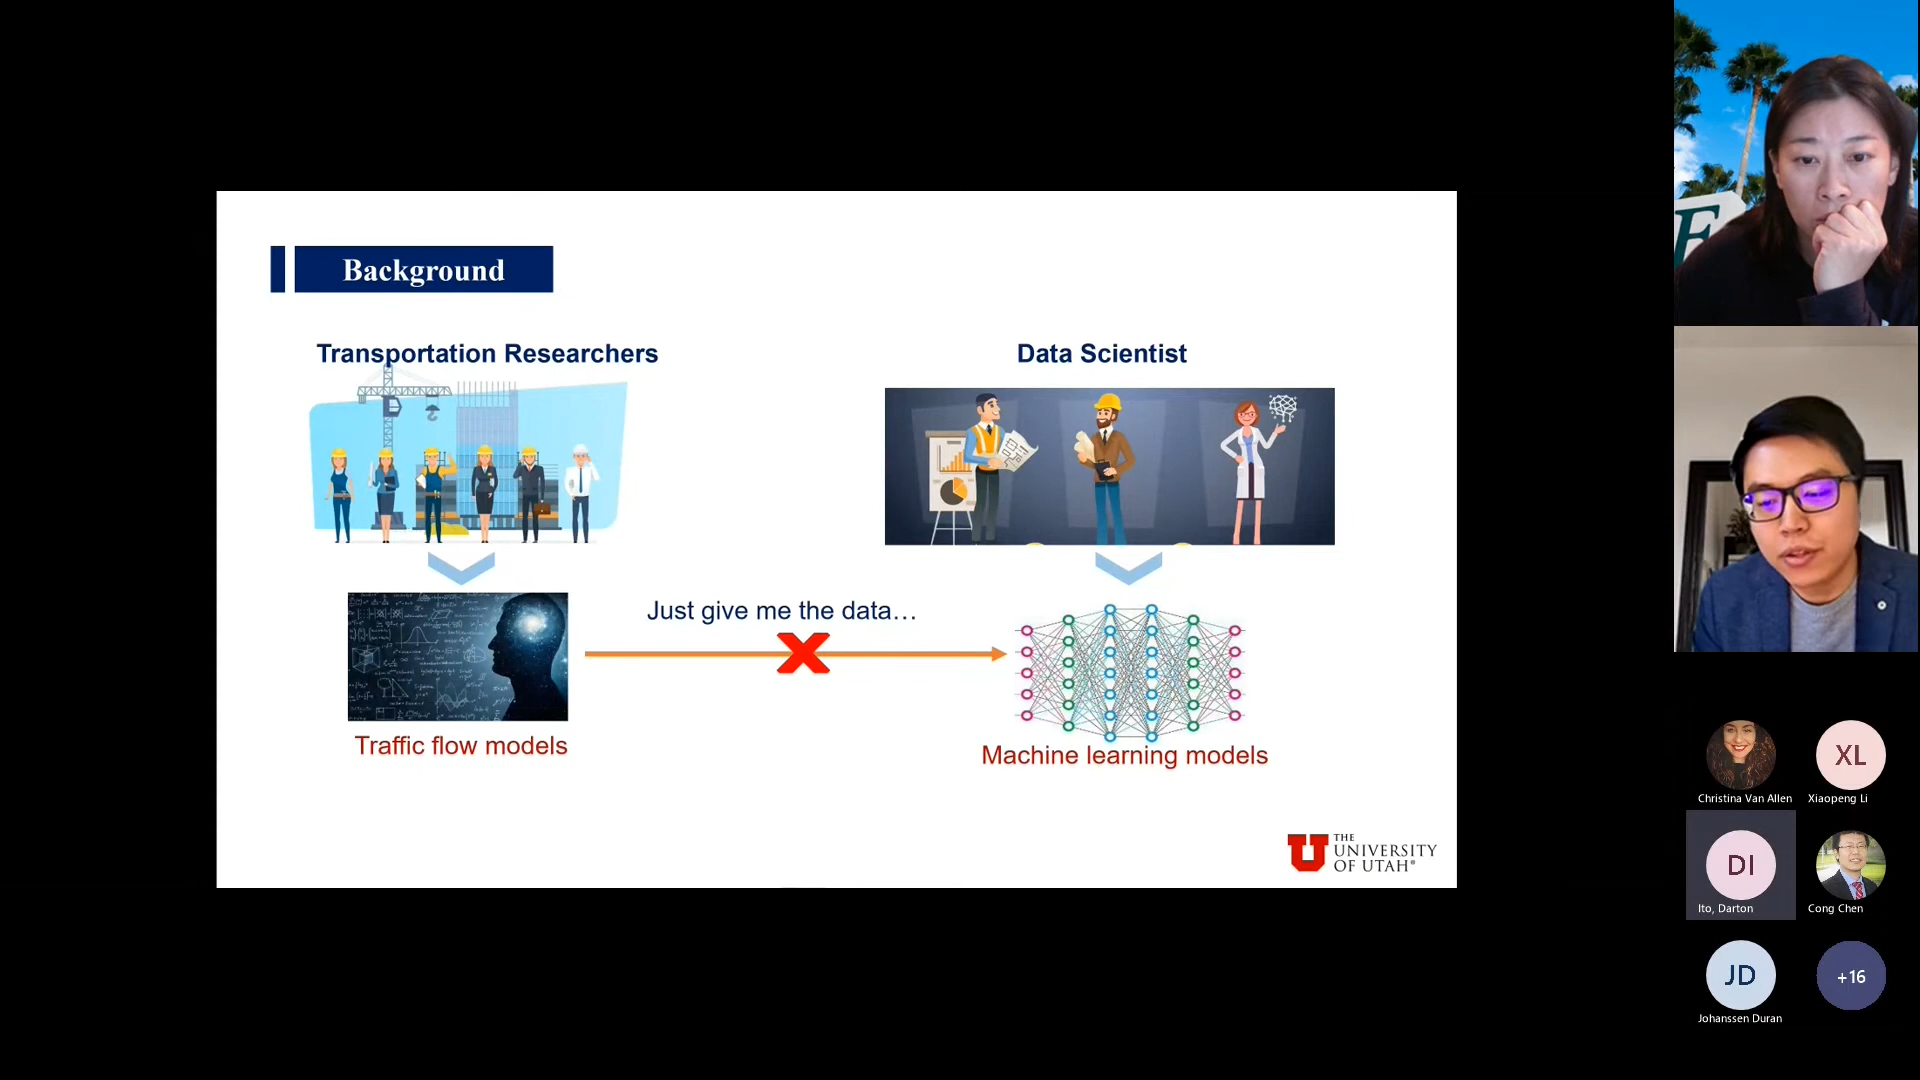 Background
Transportation Researchers
Data Scientist
Just give me the data…
Traffic flow models
Machine learning models
THE
UNIVERSITY
OF UTAH®
XL
Christina Van Allen
Xiaopeng Li
DI
Ito, Darton
Cong Chen
JD
+16
Johanssen Duran